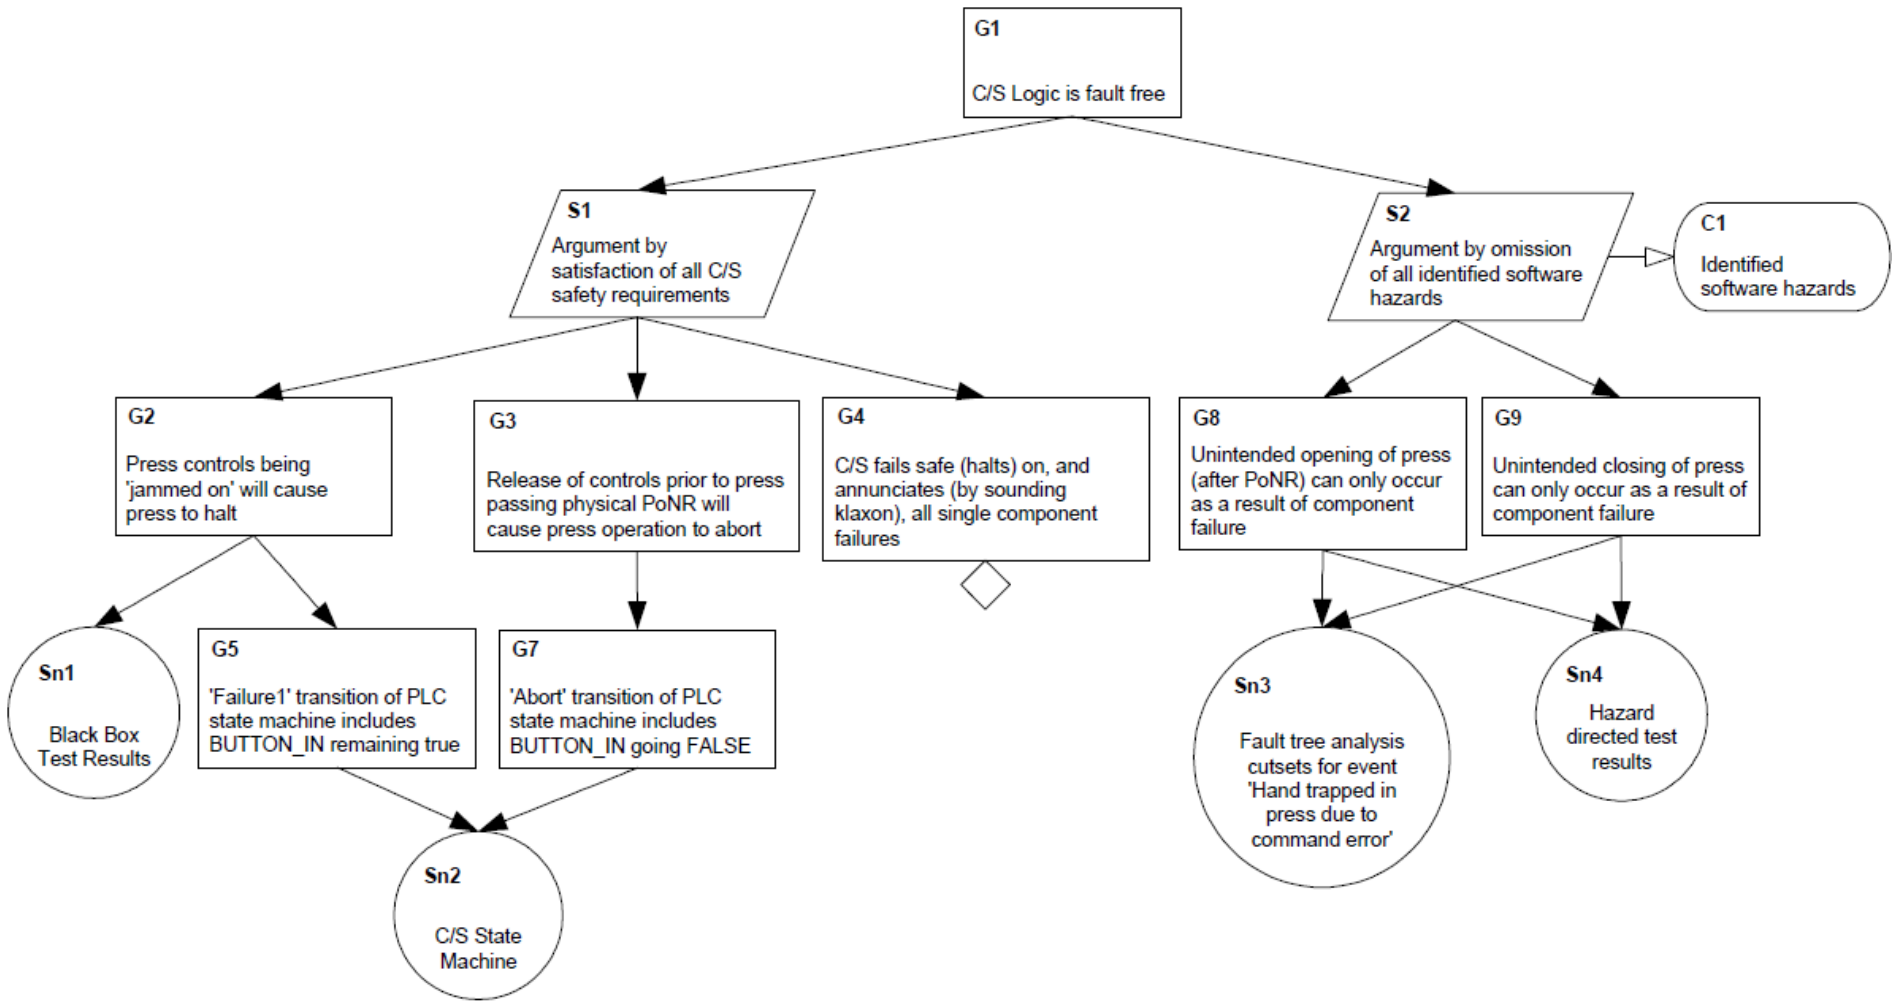 G1
C/S Logic is fault free
S1
Argument by
satisfaction of all C/S
safety requirements
S2
Argument by omission
of all identified software
hazards
C1
Identified
software hazards
G2
Press controls being
'jammed on' will cause
press to halt
G3
Release of controls prior to press
passing physical PoNR will
cause press operation to abort
G4
C/S fails safe (halts) on, and
annunciates (by sounding
klaxon), all single component
failures
G8
Unintended opening of press
(after PoNR) can only occur
as a result of component
failure
G9
Unintended closing of press
can only occur as a result of
component failure
Sn1
Black Box
Test Results
G5
'Failure1' transition of PLC
state machine includes
BUTTON_IN remaining true
G7
'Abort' transition of PLC
state machine includes
BUTTON_IN going FALSE
Sn3
Fault tree analysis
cutsets for event
'Hand trapped in
press due to
command error'
Sn4
Hazard
directed test
results
Sn2
C/S State
Machine